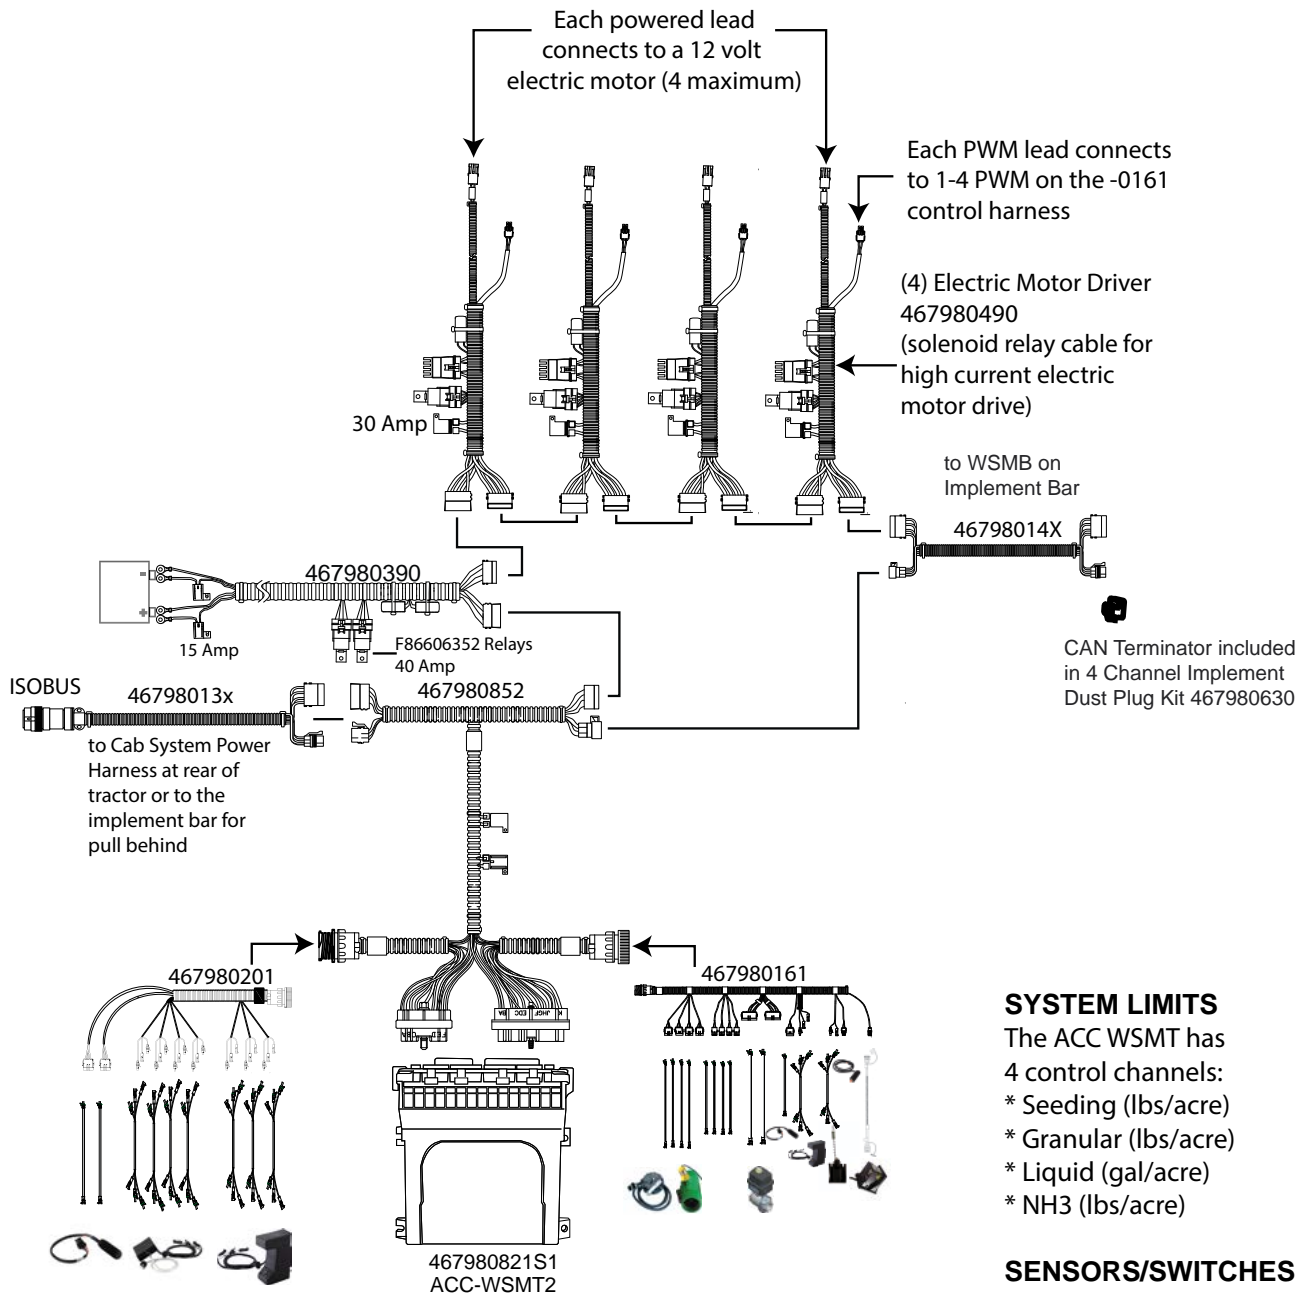 Each powered lead
connects to a 12 volt
electric motor (4 maximum)
Each PWM lead connects
to 1-4 PWM on the -0161
control harness
(4) Electric Motor Driver
467980490
(solenoid relay cable for
high current electric
motor drive)
30 Amp
to WSMB on
Implement Bar
46798014X
467980390
-
+
15 Amp
F86606352 Relays
40 Amp
CAN Terminator included
in 4 Channel Implement
Dust Plug Kit 467980630
ISOBUS
46798013x
467980852
to Cab System Power
Harness at rear of
tractor or to the
implement bar for
pull behind
467980201
467980161
BA EDC JHGF K
467980821S1
ACC-WSMT2
SYSTEM LIMITS
The ACC WSMT has
4 control channels:
* Seeding (lbs/acre)
* Granular (lbs/acre)
* Liquid (gal/acre)
* NH3 (lbs/acre)
SENSORS/SWITCHES